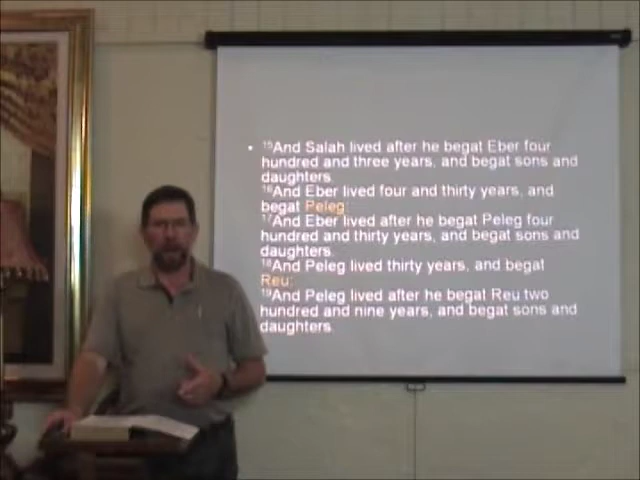 • ¹⁵And Salah lived after he begat Eber four
hundred and three years, and begat sons and
daughters.
¹⁶And Eber lived four and thirty years, and
begat Peleg:
¹⁷And Eber lived after he begat Peleg four
hundred and thirty years, and begat sons and
daughters.
¹⁸And Peleg lived thirty years, and begat
Reu:
¹⁹And Peleg lived after he begat Reu two
hundred and nine years, and begat sons and
daughters.